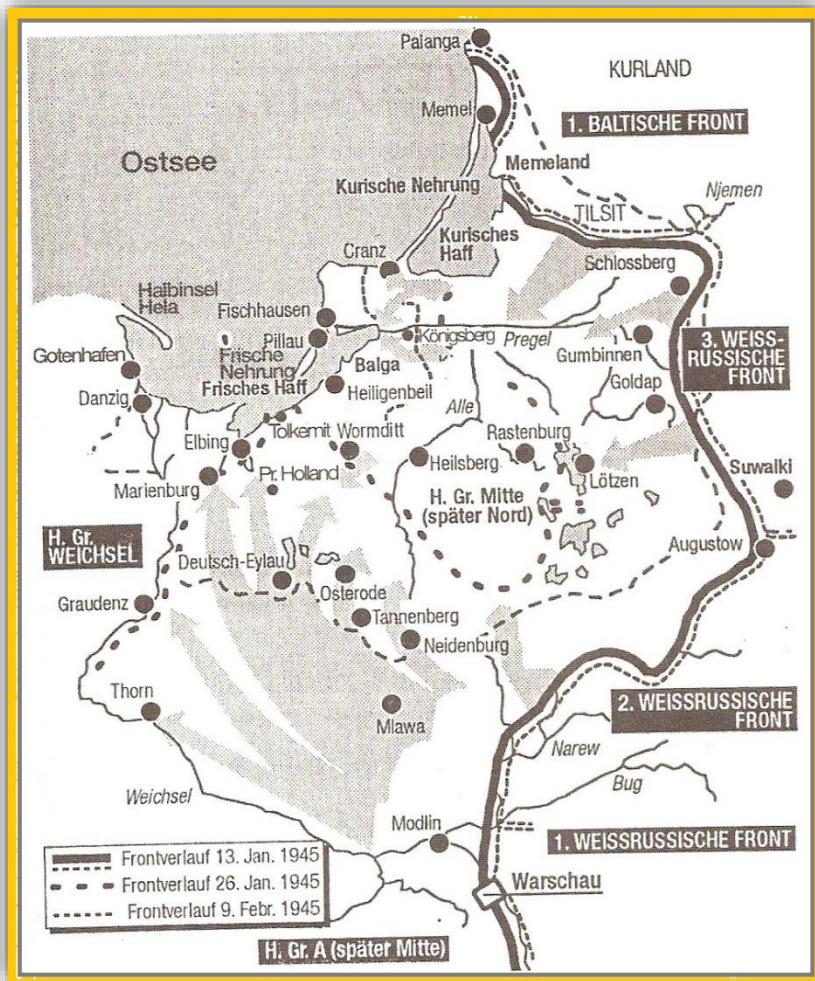 Palanga
KURLAND
Memel
1. BALTISCHE FRONT
Ostsee
Memeland
Kurische Nehrung
Njemen
TILSIT
Kurisches
Haff
Cranz
Schlossberg
Halbinsel
Hela
Fischhausen
Königsberg
Pregel
Pillau
Gumbinnen
3. WEISS-
RUSSISCHE
FRONT
Gotenhafen
Frische
Nehrung
Balga
Goldap
Frisches Haff
Heiligenbeil
Danzig
Alle
Elbing
Tolkemit
Wormditt
Rastenburg
Heilsberg
Suwalki
Pr. Holland
Lötzen
Marienburg
H. Gr. Mitte
(später Nord)
H. Gr.
WEICHSEL
Deutsch-Eylau
Augustow
Osterode
Graudenz
Tannenberg
Neidenburg
Thorn
Mlawa
2. WEISSRUSSISCHE
FRONT
Narew
Weichsel
Bug
Modlin
1. WEISSRUSSISCHE FRONT
Frontverlauf 13. Jan. 1945
Frontverlauf 26. Jan. 1945
Frontverlauf 9. Febr. 1945
Warschau
H. Gr. A (später Mitte)